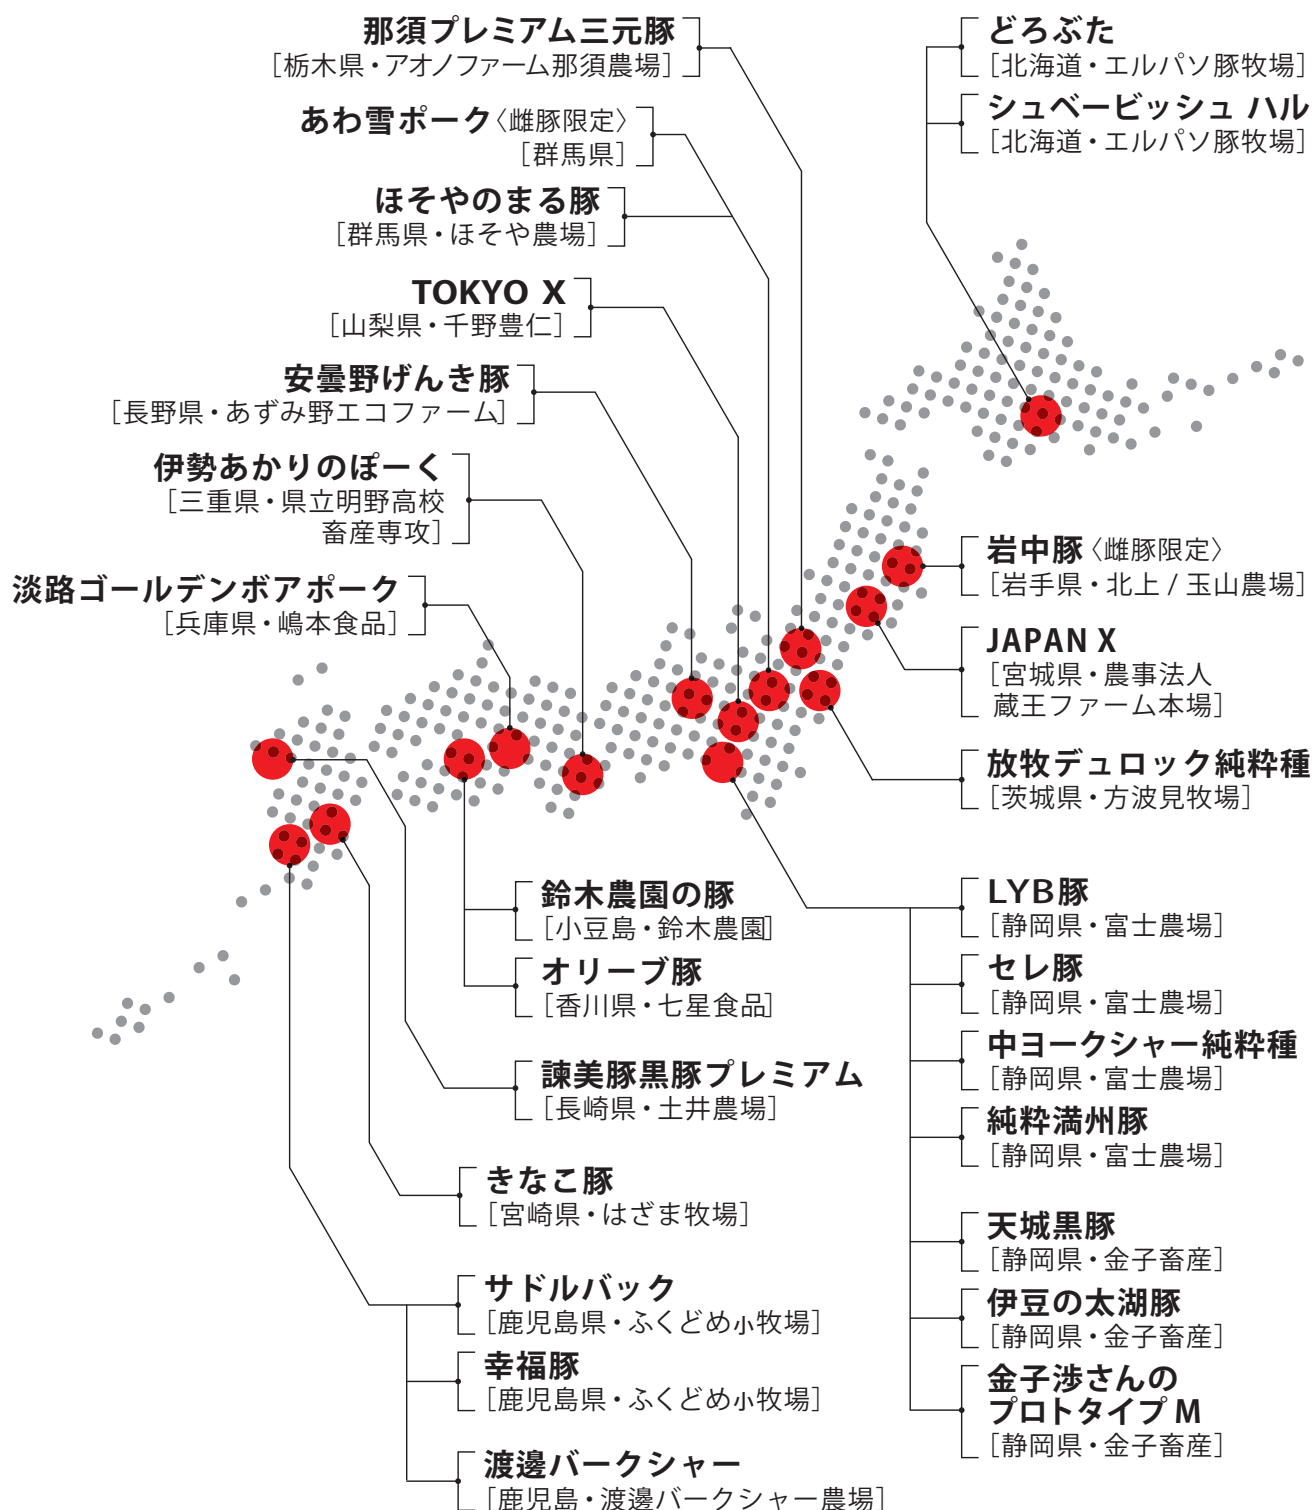 那須プレミアム三元豚
[栃木県・アオノファーム那須農場]
あわ雪ポーク〈雌豚限定〉
[群馬県]
ほそやのまる豚
[群馬県・ほそや農場]
TOKYO X
[山梨県・千野豊仁]
安曇野げんき豚
[長野県・あずみ野エコファーム]
伊勢あかりのぽーく
[三重県・県立明野高校
畜産専攻]
淡路ゴールデンボアポーク
[兵庫県・嶋本食品]
どろぶた
[北海道・エルパソ豚牧場]
シュベービッシュ ハル
[北海道・エルパソ豚牧場]
岩中豚〈雌豚限定〉
[岩手県・北上 / 玉山農場]
JAPAN X
[宮城県・農事法人
蔵王ファーム本場]
放牧デュロック純粋種
[茨城県・方波見牧場]
鈴木農園の豚
[小豆島・鈴木農園]
オリーブ豚
[香川県・七星食品]
諫美豚黒豚プレミアム
[長崎県・土井農場]
きなこ豚
[宮崎県・はざま牧場]
サドルバック
[鹿児島県・ふくどめ小牧場]
幸福豚
[鹿児島県・ふくどめ小牧場]
渡邊バークシャー
[鹿児島・渡邊バークシャー農場]
LYB豚
[静岡県・富士農場]
セレ豚
[静岡県・富士農場]
中ヨークシャー純粋種
[静岡県・富士農場]
純粋満州豚
[静岡県・富士農場]
天城黒豚
[静岡県・金子畜産]
伊豆の太湖豚
[静岡県・金子畜産]
金子渉さんの
プロトタイプ M
[静岡県・金子畜産]